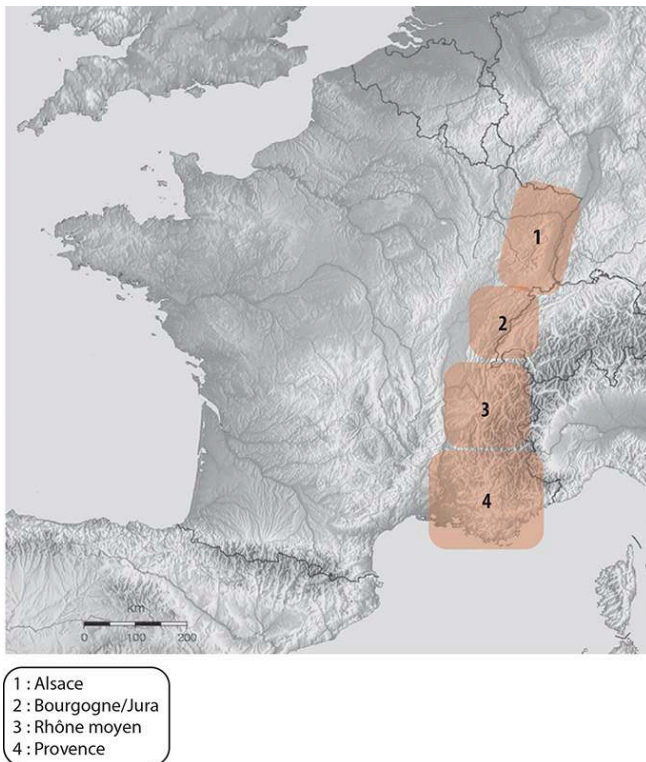 1
2
3
4
Km
0 100 200
1 : Alsace
2 : Bourgogne/Jura
3 : Rhône moyen
4 : Provence